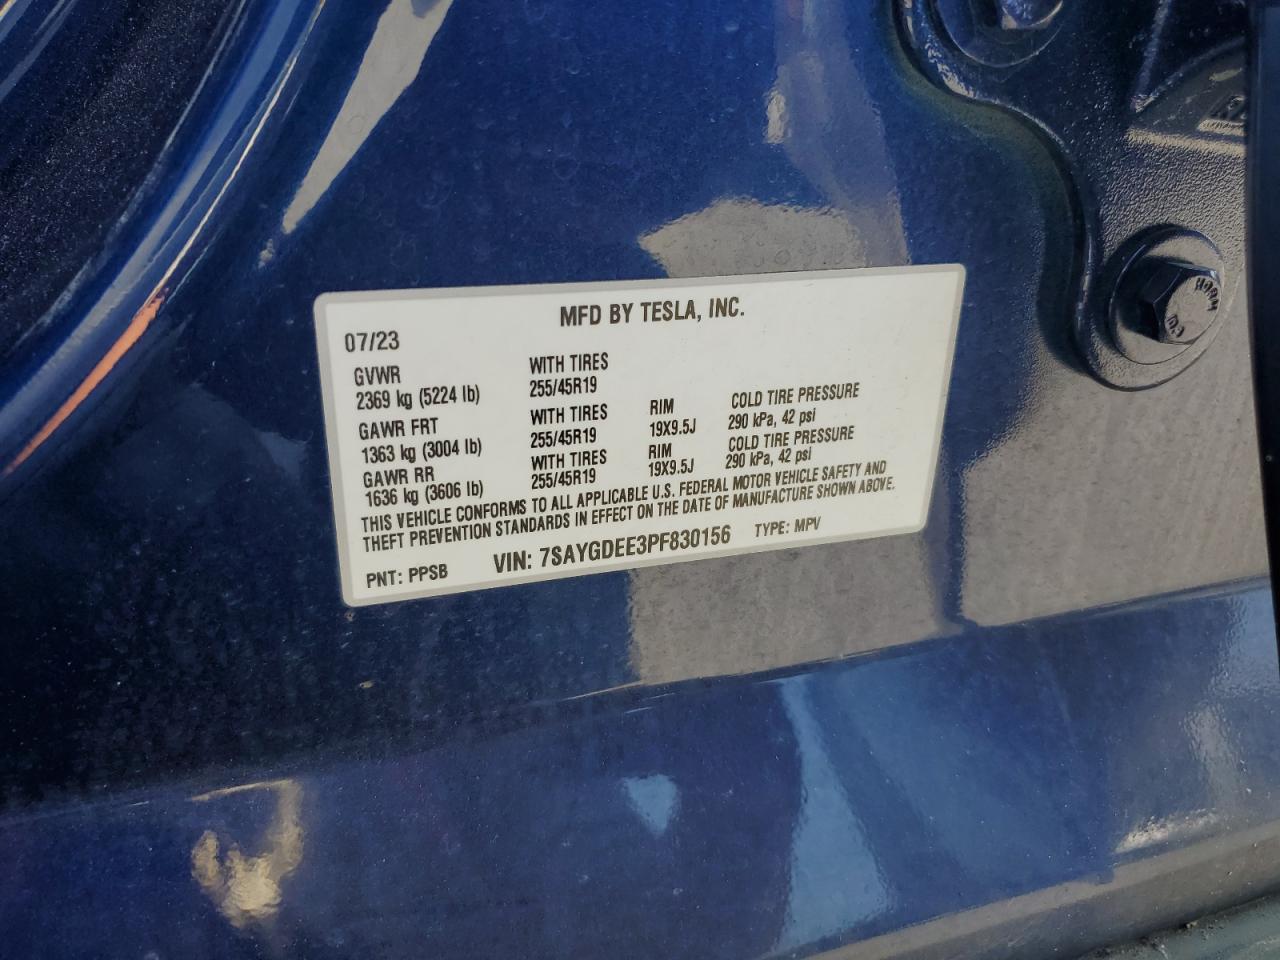 MFD BY TESLA, INC.
07/23
GVWR WITH TIRES
2369 kg (5224 lb) 255/45R19
GAWR FRT WITH TIRES RIM COLD TIRE PRESSURE
1363 kg (3004 lb) 255/45R19 19X9.5J 290 kPa, 42 psi
GAWR RR WITH TIRES RIM COLD TIRE PRESSURE
1636 kg (3606 lb) 255/45R19 19X9.5J 290 kPa, 42 psi
THIS VEHICLE CONFORMS TO ALL APPLICABLE U.S. FEDERAL MOTOR VEHICLE SAFETY AND
THEFT PREVENTION STANDARDS IN EFFECT ON THE DATE OF MANUFACTURE SHOWN ABOVE.
PNT: PPSB VIN: 7SAYGDEE3PF830156 TYPE: MPV